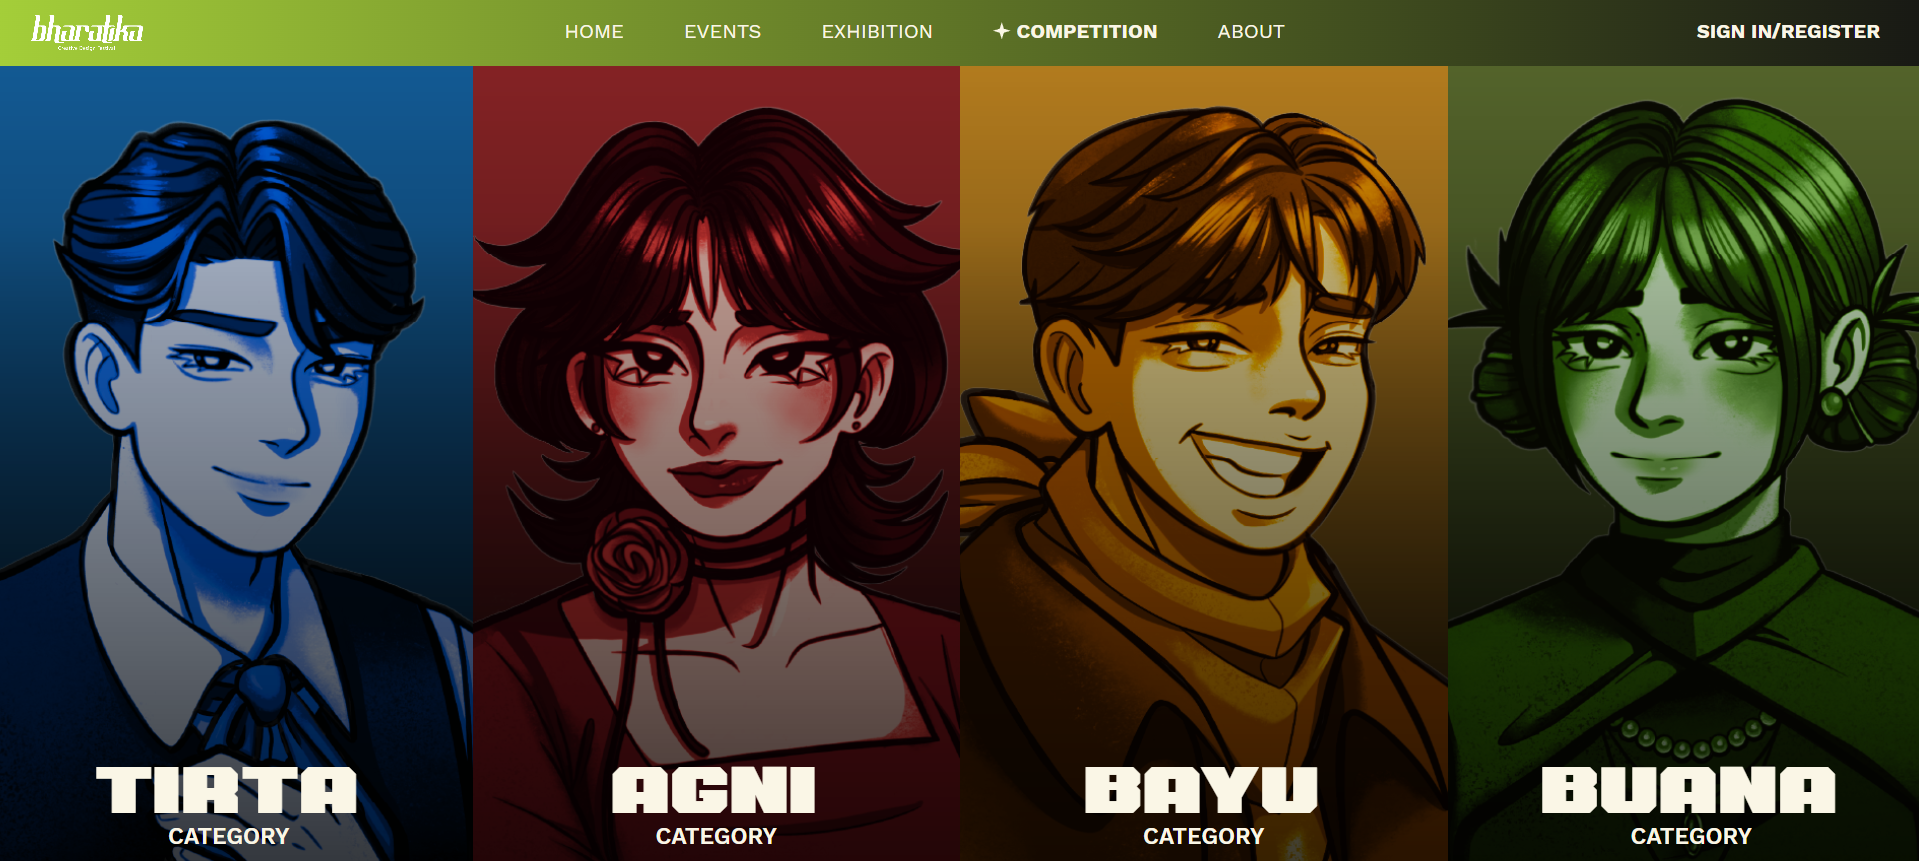 bharatika
Creative Design Festival
HOME EVENTS EXHIBITION COMPETITION ABOUT SIGN IN/REGISTER
TIRTA AGNI BAYU BUANA
CATEGORY CATEGORY CATEGORY CATEGORY